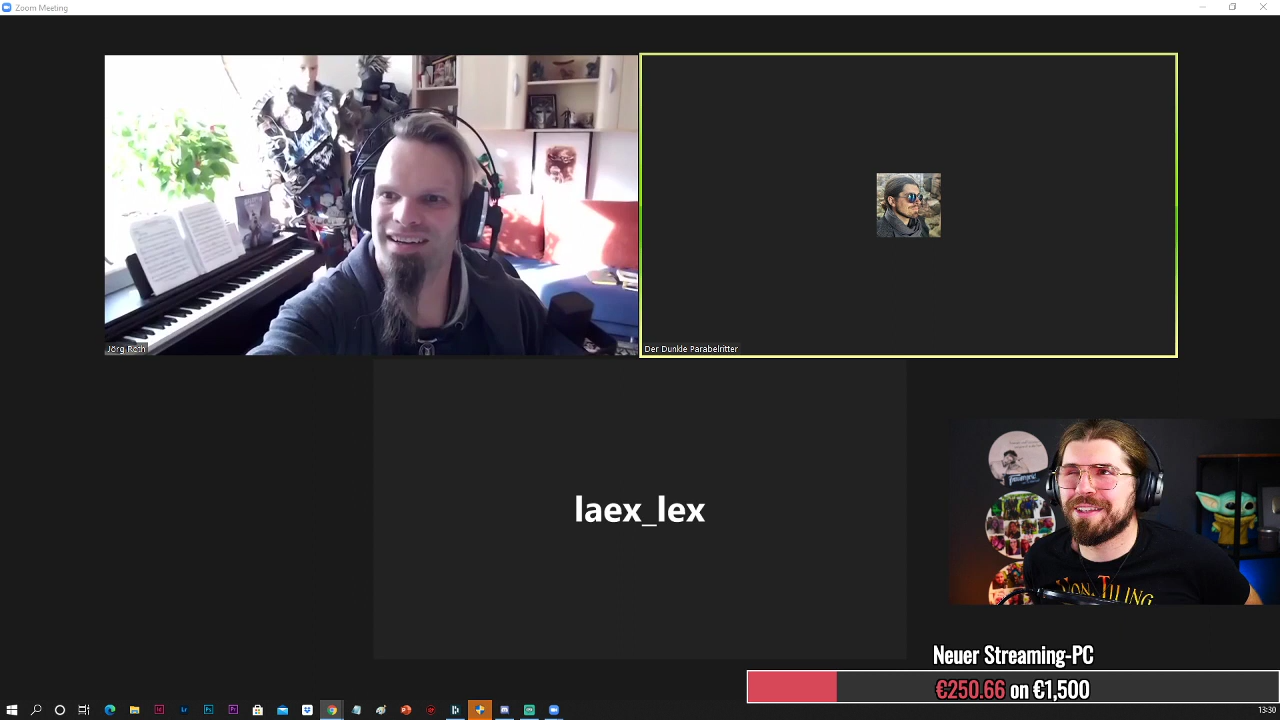 Zoom Meeting
Jörg Roth
Der Dunkle Parabelritter
laex_lex
Neuer Streaming-PC
€250.66 on €1,500
13:30